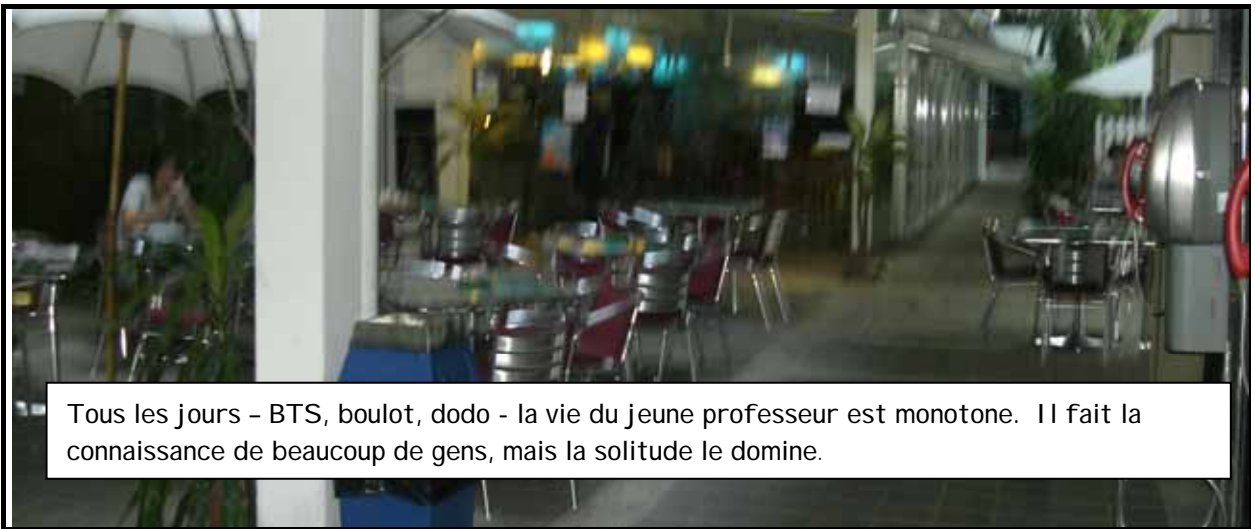 Tous les jours – BTS, boulot, dodo - la vie du jeune professeur est monotone.  Il fait la
connaissance de beaucoup de gens, mais la solitude le domine.